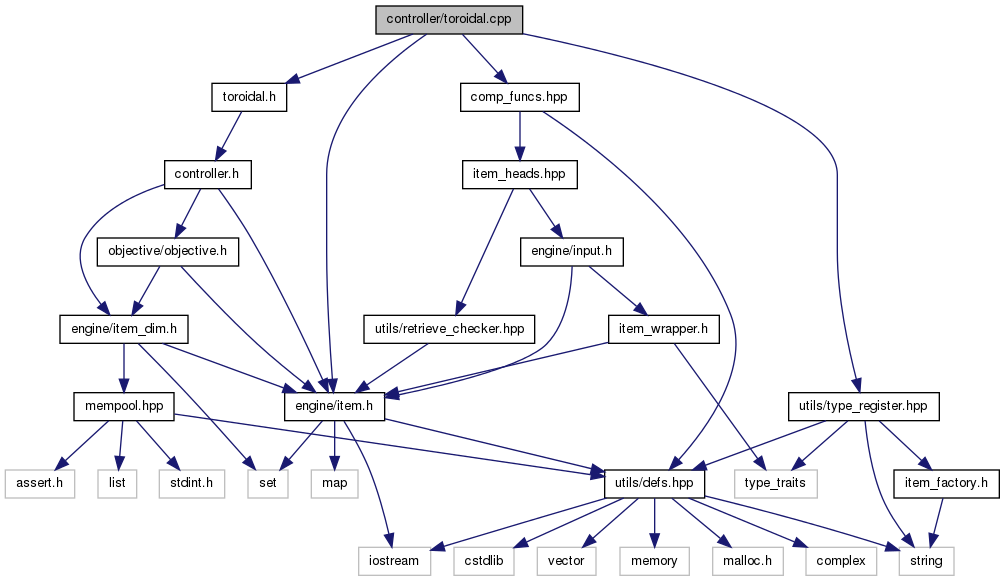 controller/toroidal.cpp
toroidal.h
comp_funcs.hpp
controller.h
item_heads.hpp
objective/objective.h
engine/input.h
engine/item_dim.h
utils/retrieve_checker.hpp
item_wrapper.h
mempool.hpp
engine/item.h
utils/type_register.hpp
assert.h
list
stdint.h
set
map
utils/defs.hpp
type_traits
item_factory.h
iostream
cstdlib
vector
memory
malloc.h
complex
string